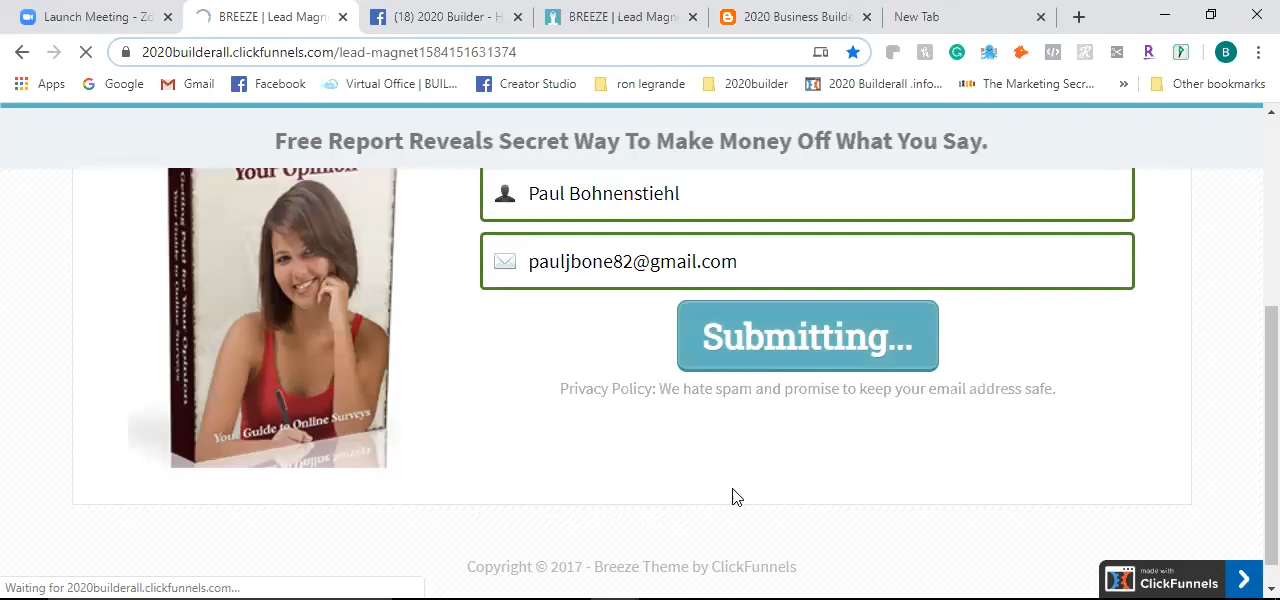 Launch Meeting - Zo
BREEZE | Lead Magn
(18) 2020 Builder - H
BREEZE | Lead Magn
2020 Business Builde
New Tab
2020builderall.clickfunnels.com/lead-magnet1584151631374
B
Apps
Google
Gmail
Facebook
Virtual Office | BUIL...
Creator Studio
ron legrande
2020builder
2020 Builderall .info...
The Marketing Secr...
»
Other bookmarks
Free Report Reveals Secret Way To Make Money Off What You Say.
Your Opinion
Paul Bohnenstiehl
pauljbone82@gmail.com
Submitting...
Privacy Policy: We hate spam and promise to keep your email address safe.
Your Guide to Online Surveys
Copyright © 2017 - Breeze Theme by ClickFunnels
made with
ClickFunnels
Waiting for 2020builderall.clickfunnels.com...